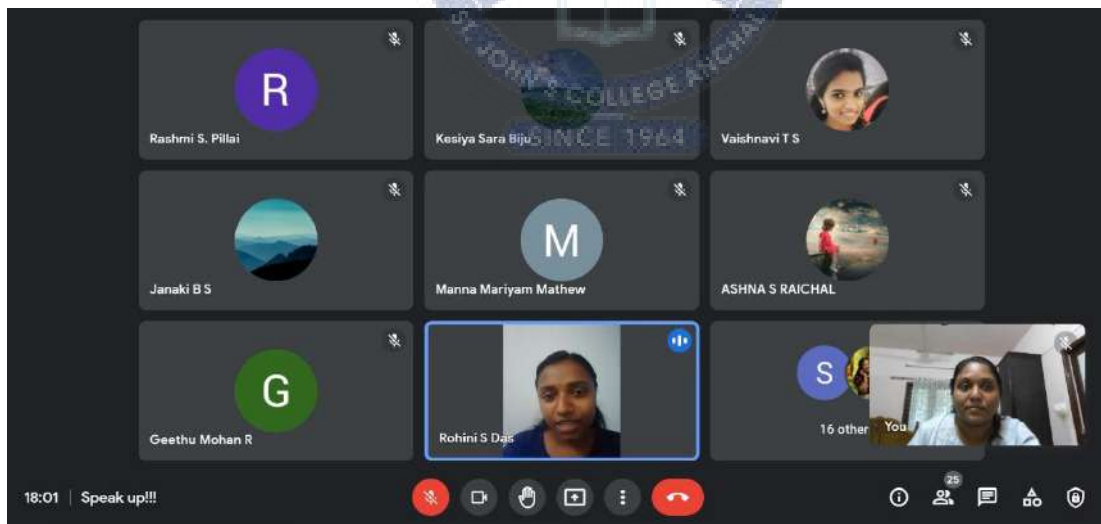 ST. JOHN'S COLLEGE ANCHAL
SINCE 1964
R
Rashmi S. Pillai
Kesiya Sara Biju
Vaishnavi T S
Janaki B S
M
Manna Mariyam Mathew
ASHNA S RAICHAL
G
Geethu Mohan R
Rohini S Das
S
16 other
You
18:01 | Speak up!!!
25